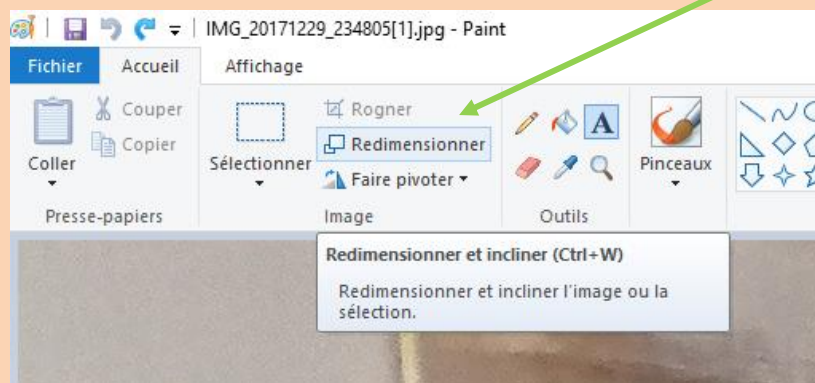 IMG_20171229_234805[1].jpg - Paint
Fichier Accueil Affichage
Coller
Couper
Copier
Presse-papiers
Sélectionner
Rogner
Redimensionner
Faire pivoter
Image
A
Outils
Pinceaux
Redimensionner et incliner (Ctrl+W)
Redimensionner et incliner l'image ou la
sélection.